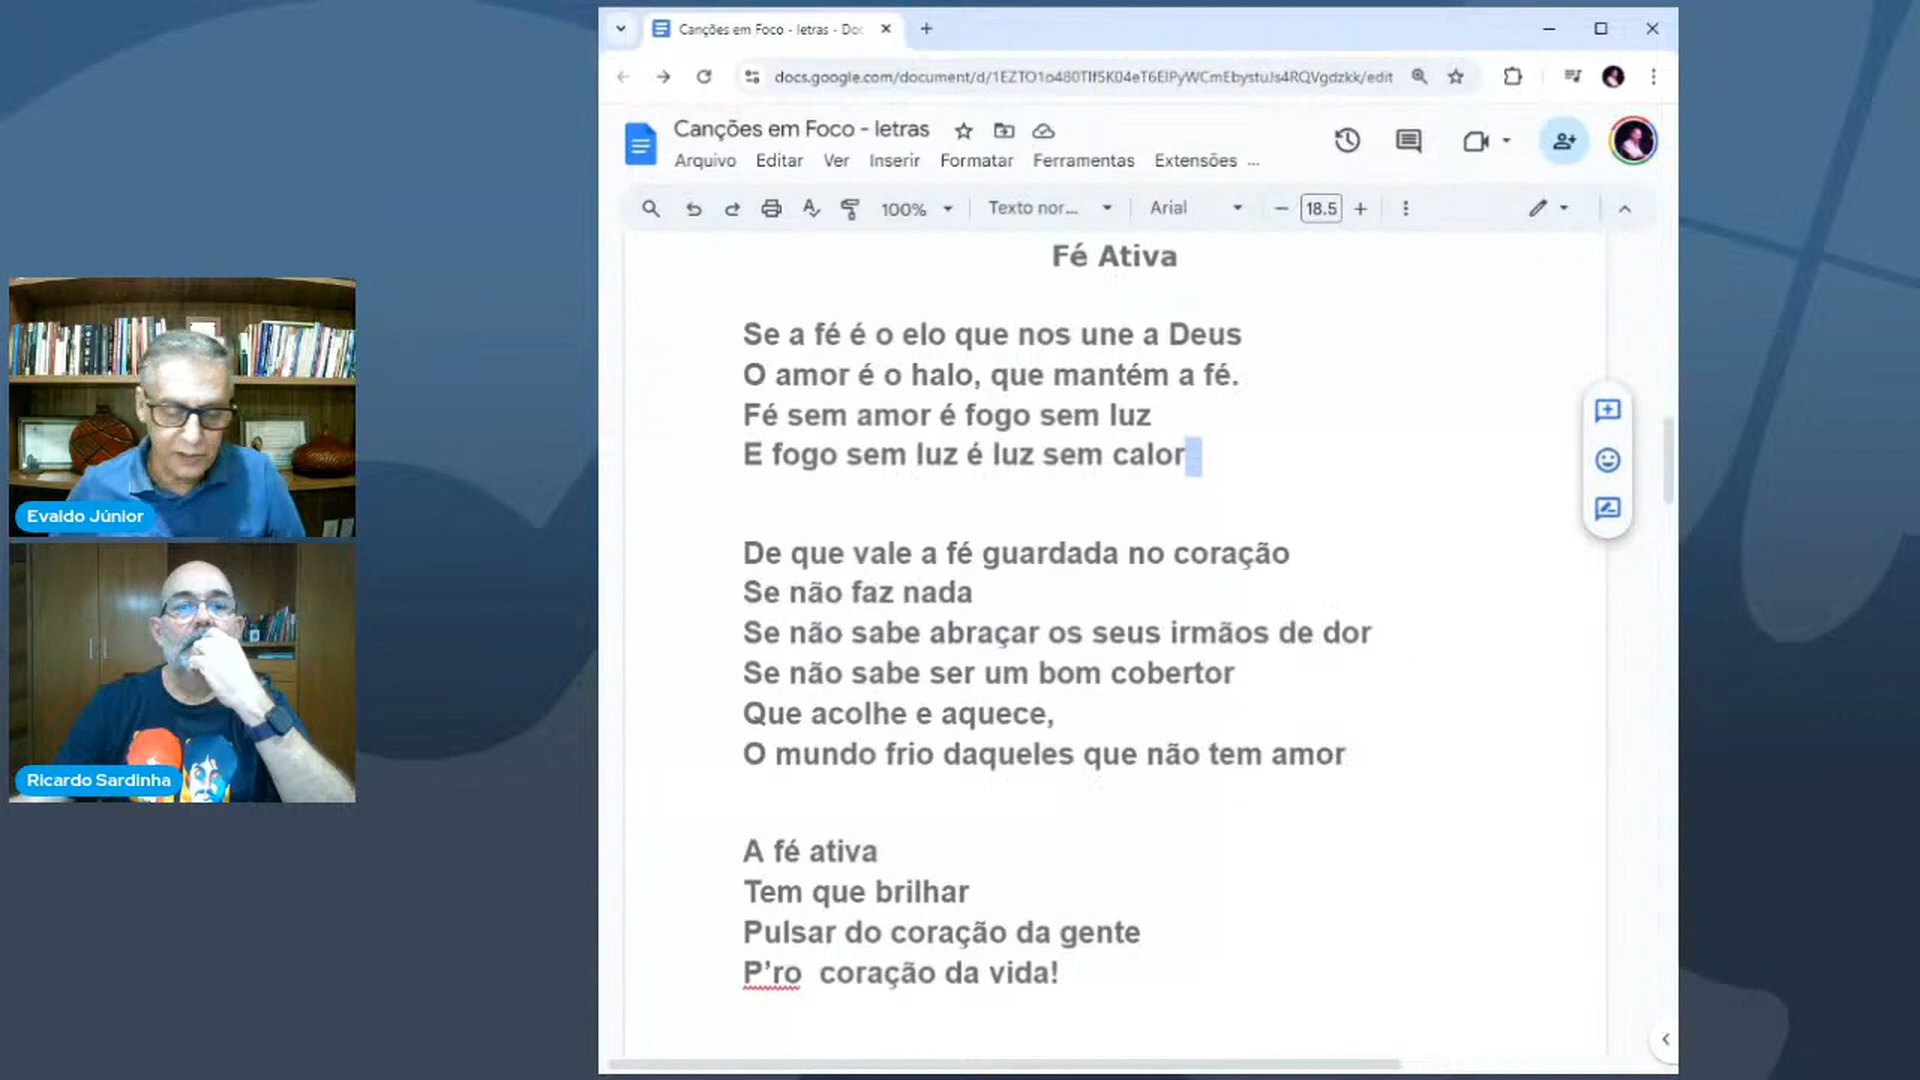 Canções em Foco - letras - Doc
docs.google.com/document/d/1EZTO1o480TIf5K04eT6EIPyWCmEbystuJs4RQVgdzkk/edit
Canções em Foco - letras
Arquivo Editar Ver Inserir Formatar Ferramentas Extensões ...
100% Texto nor... Arial 18.5
Fé Ativa
Se a fé é o elo que nos une a Deus
O amor é o halo, que mantém a fé.
Fé sem amor é fogo sem luz
E fogo sem luz é luz sem calor
De que vale a fé guardada no coração
Se não faz nada
Se não sabe abraçar os seus irmãos de dor
Se não sabe ser um bom cobertor
Que acolhe e aquece,
O mundo frio daqueles que não tem amor
A fé ativa
Tem que brilhar
Pulsar do coração da gente
P’ro  coração da vida!
Evaldo Júnior
Ricardo Sardinha